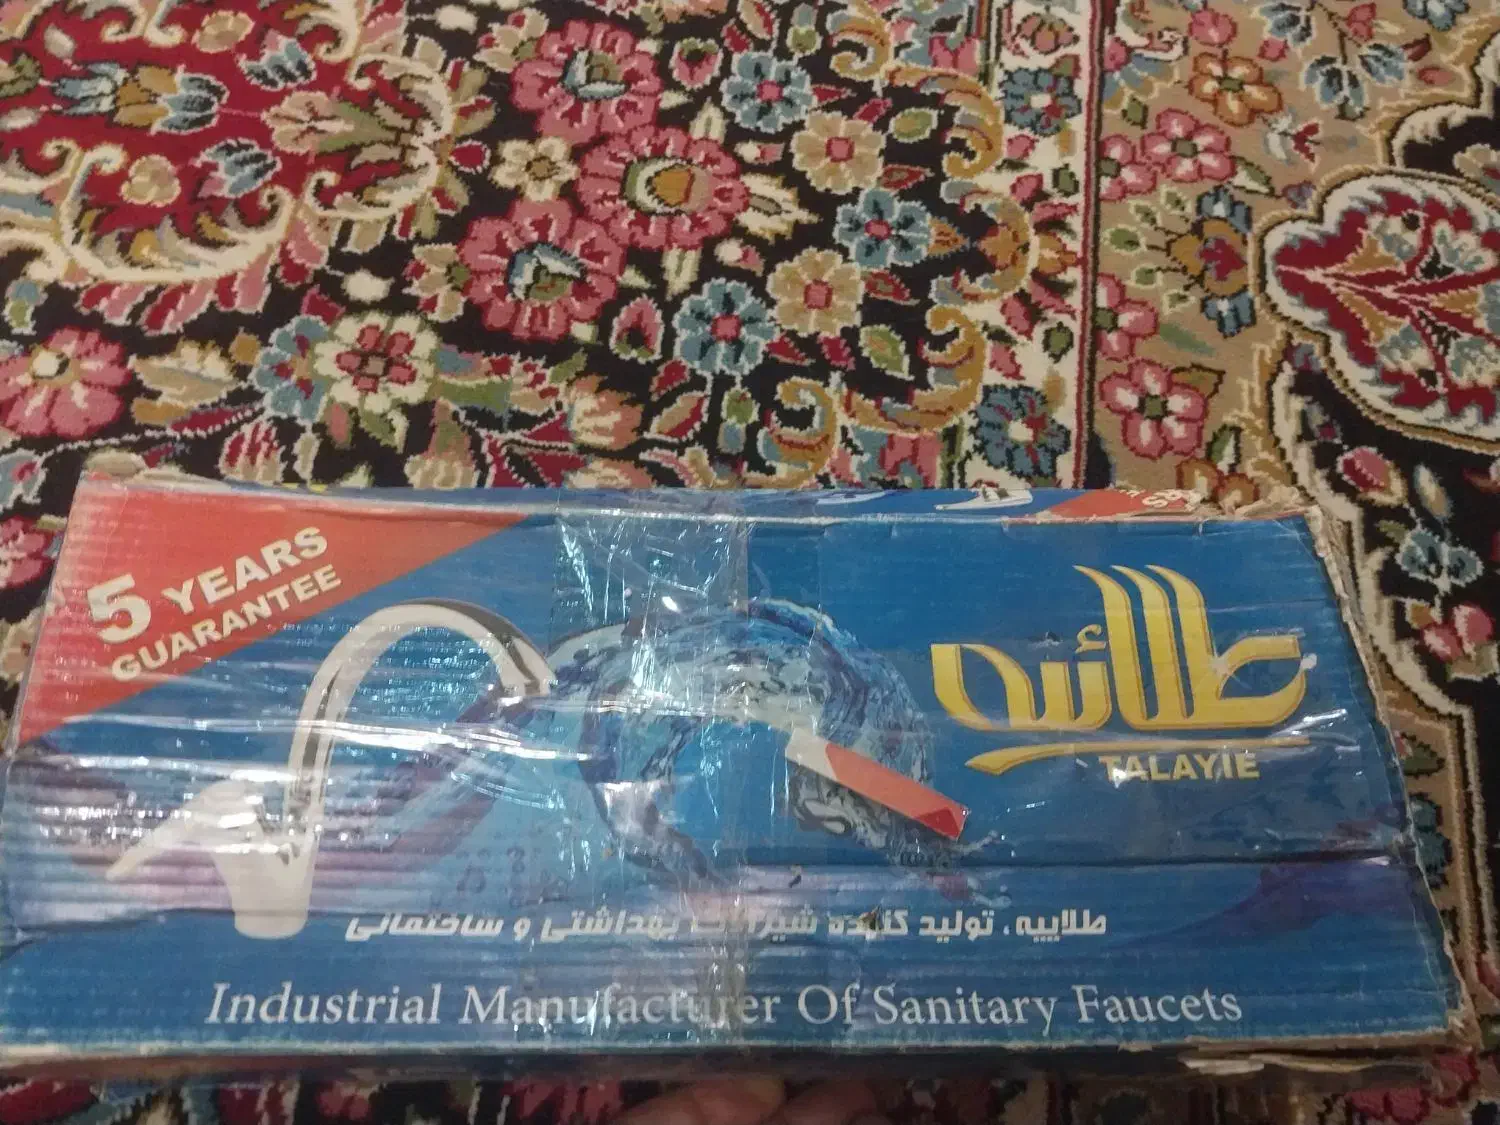 5 YEARS
GUARANTEE
طلائیه
TALAYIE
طلاییه، تولید کننده شیرآلات بهداشتی و ساختمانی
Industrial Manufacturer Of Sanitary Faucets